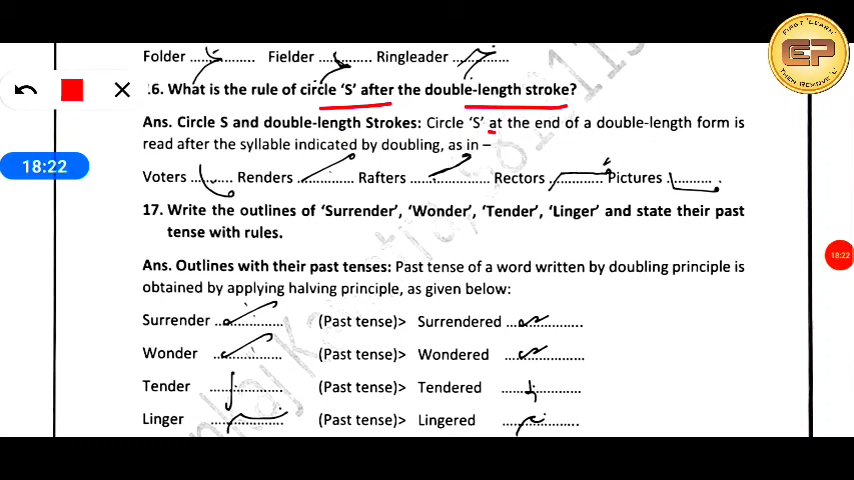 FIRST 'LEARN'
EP
THEN REMOVE 'L'
Folder .................. Fielder ............ Ringleader ..............
16. What is the rule of circle 'S' after the double-length stroke?
Ans. Circle S and double-length Strokes: Circle 'S' at the end of a double-length form is
read after the syllable indicated by doubling, as in –
18:22
Voters ............ Renders ............... Rafters ................ Rectors ............... Pictures .............
17. Write the outlines of 'Surrender', 'Wonder', 'Tender', 'Linger' and state their past
tense with rules.
18:22
Ans. Outlines with their past tenses: Past tense of a word written by doubling principle is
obtained by applying halving principle, as given below:
Surrender .................. (Past tense)> Surrendered ....................
Wonder .................. (Past tense)> Wondered ....................
Tender .................. (Past tense)> Tendered ....................
Linger .................. (Past tense)> Lingered ....................